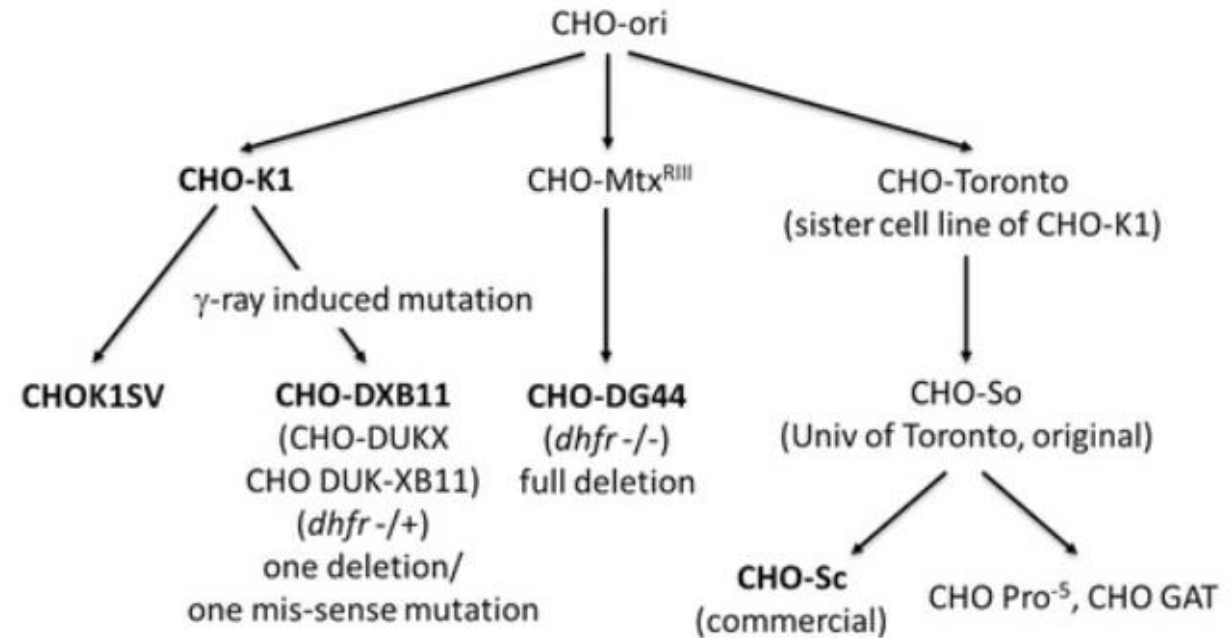 CHO-ori
CHO-K1
CHO-Mtx^RIII
CHO-Toronto
(sister cell line of CHO-K1)
γ-ray induced mutation
CHOK1SV
CHO-DXB11
(CHO-DUKX
CHO DUK-XB11)
(dhfr -/+)
one deletion/
one mis-sense mutation
CHO-DG44
(dhfr -/-)
full deletion
CHO-So
(Univ of Toronto, original)
CHO-Sc
(commercial)
CHO Pro^-5, CHO GAT